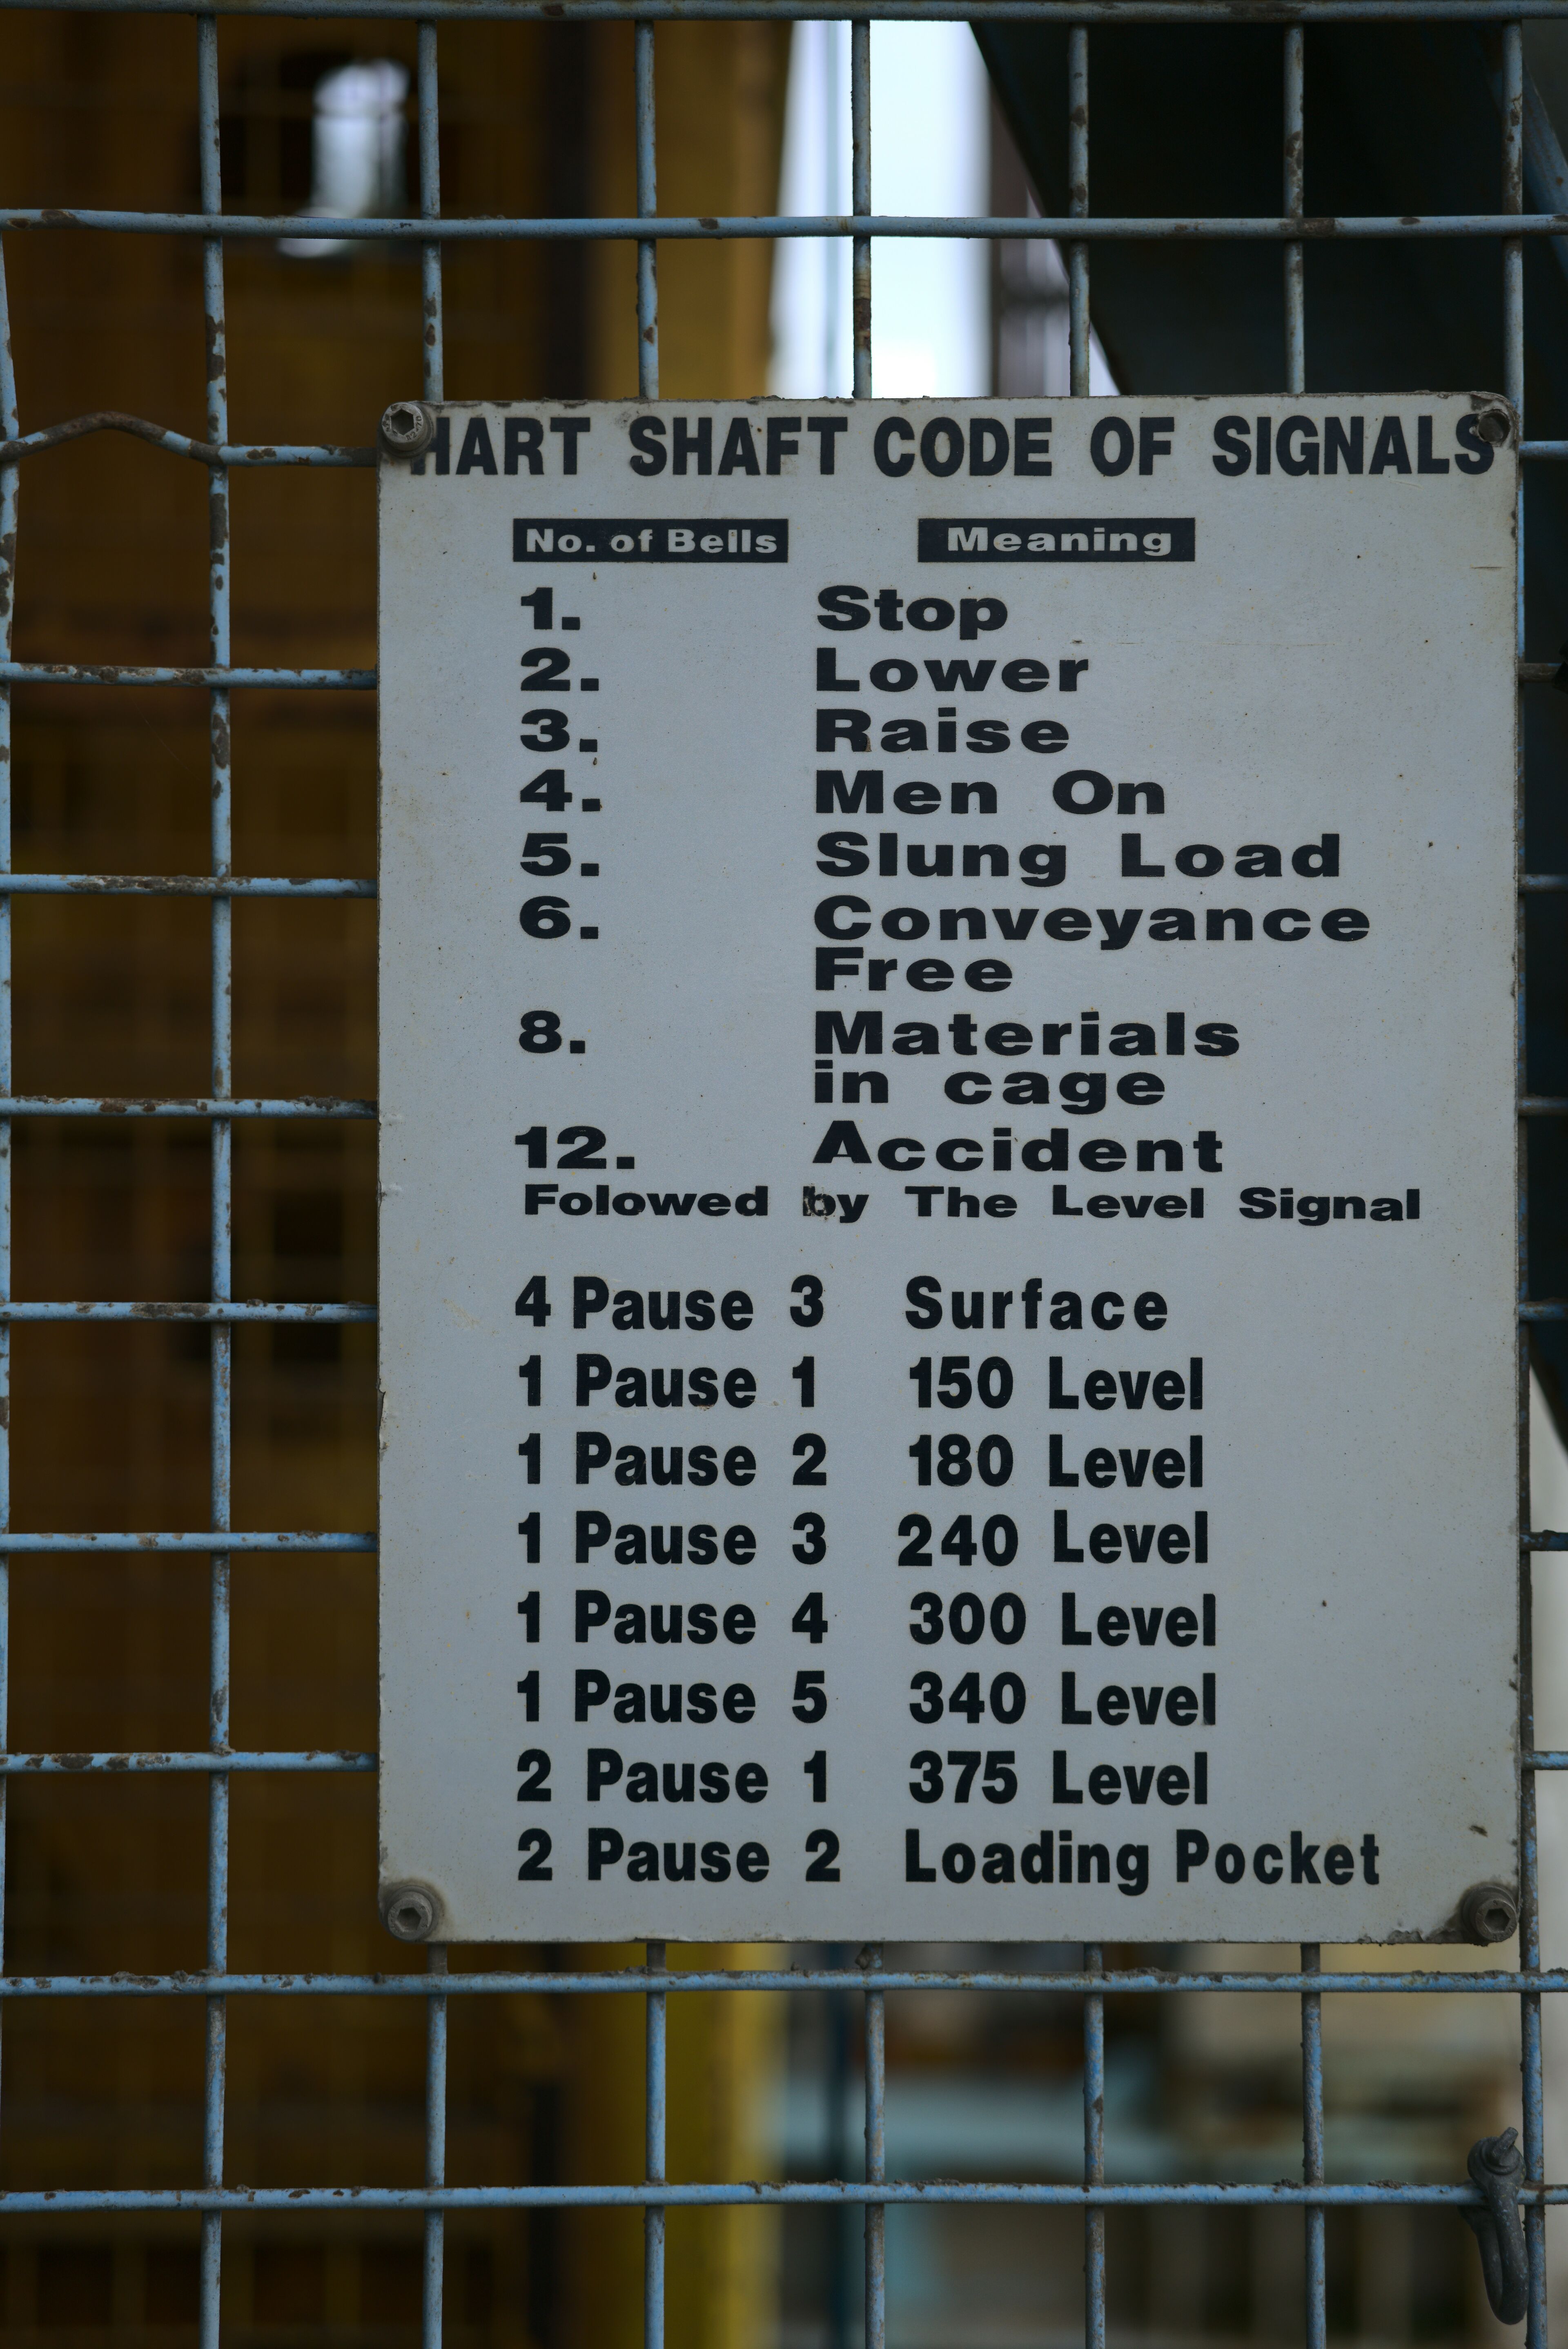 HART SHAFT CODE OF SIGNALS
No. of Bells Meaning
1. Stop
2. Lower
3. Raise
4. Men On
5. Slung Load
6. Conveyance
Free
8. Materials
in cage
12. Accident
Folowed by The Level Signal
4 Pause 3 Surface
1 Pause 1 150 Level
1 Pause 2 180 Level
1 Pause 3 240 Level
1 Pause 4 300 Level
1 Pause 5 340 Level
2 Pause 1 375 Level
2 Pause 2 Loading Pocket